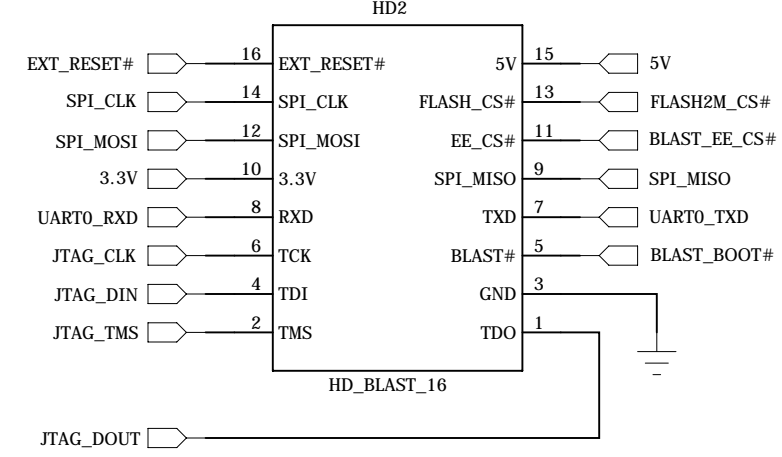 HD2
EXT_RESET# 16 EXT_RESET# 5V 15 5V
SPI_CLK 14 SPI_CLK FLASH_CS# 13 FLASH2M_CS#
SPI_MOSI 12 SPI_MOSI EE_CS# 11 BLAST_EE_CS#
3.3V 10 3.3V SPI_MISO 9 SPI_MISO
UART0_RXD 8 RXD TXD 7 UART0_TXD
JTAG_CLK 6 TCK BLAST# 5 BLAST_BOOT#
JTAG_DIN 4 TDI GND 3
JTAG_TMS 2 TMS TDO 1
HD_BLAST_16
JTAG_DOUT